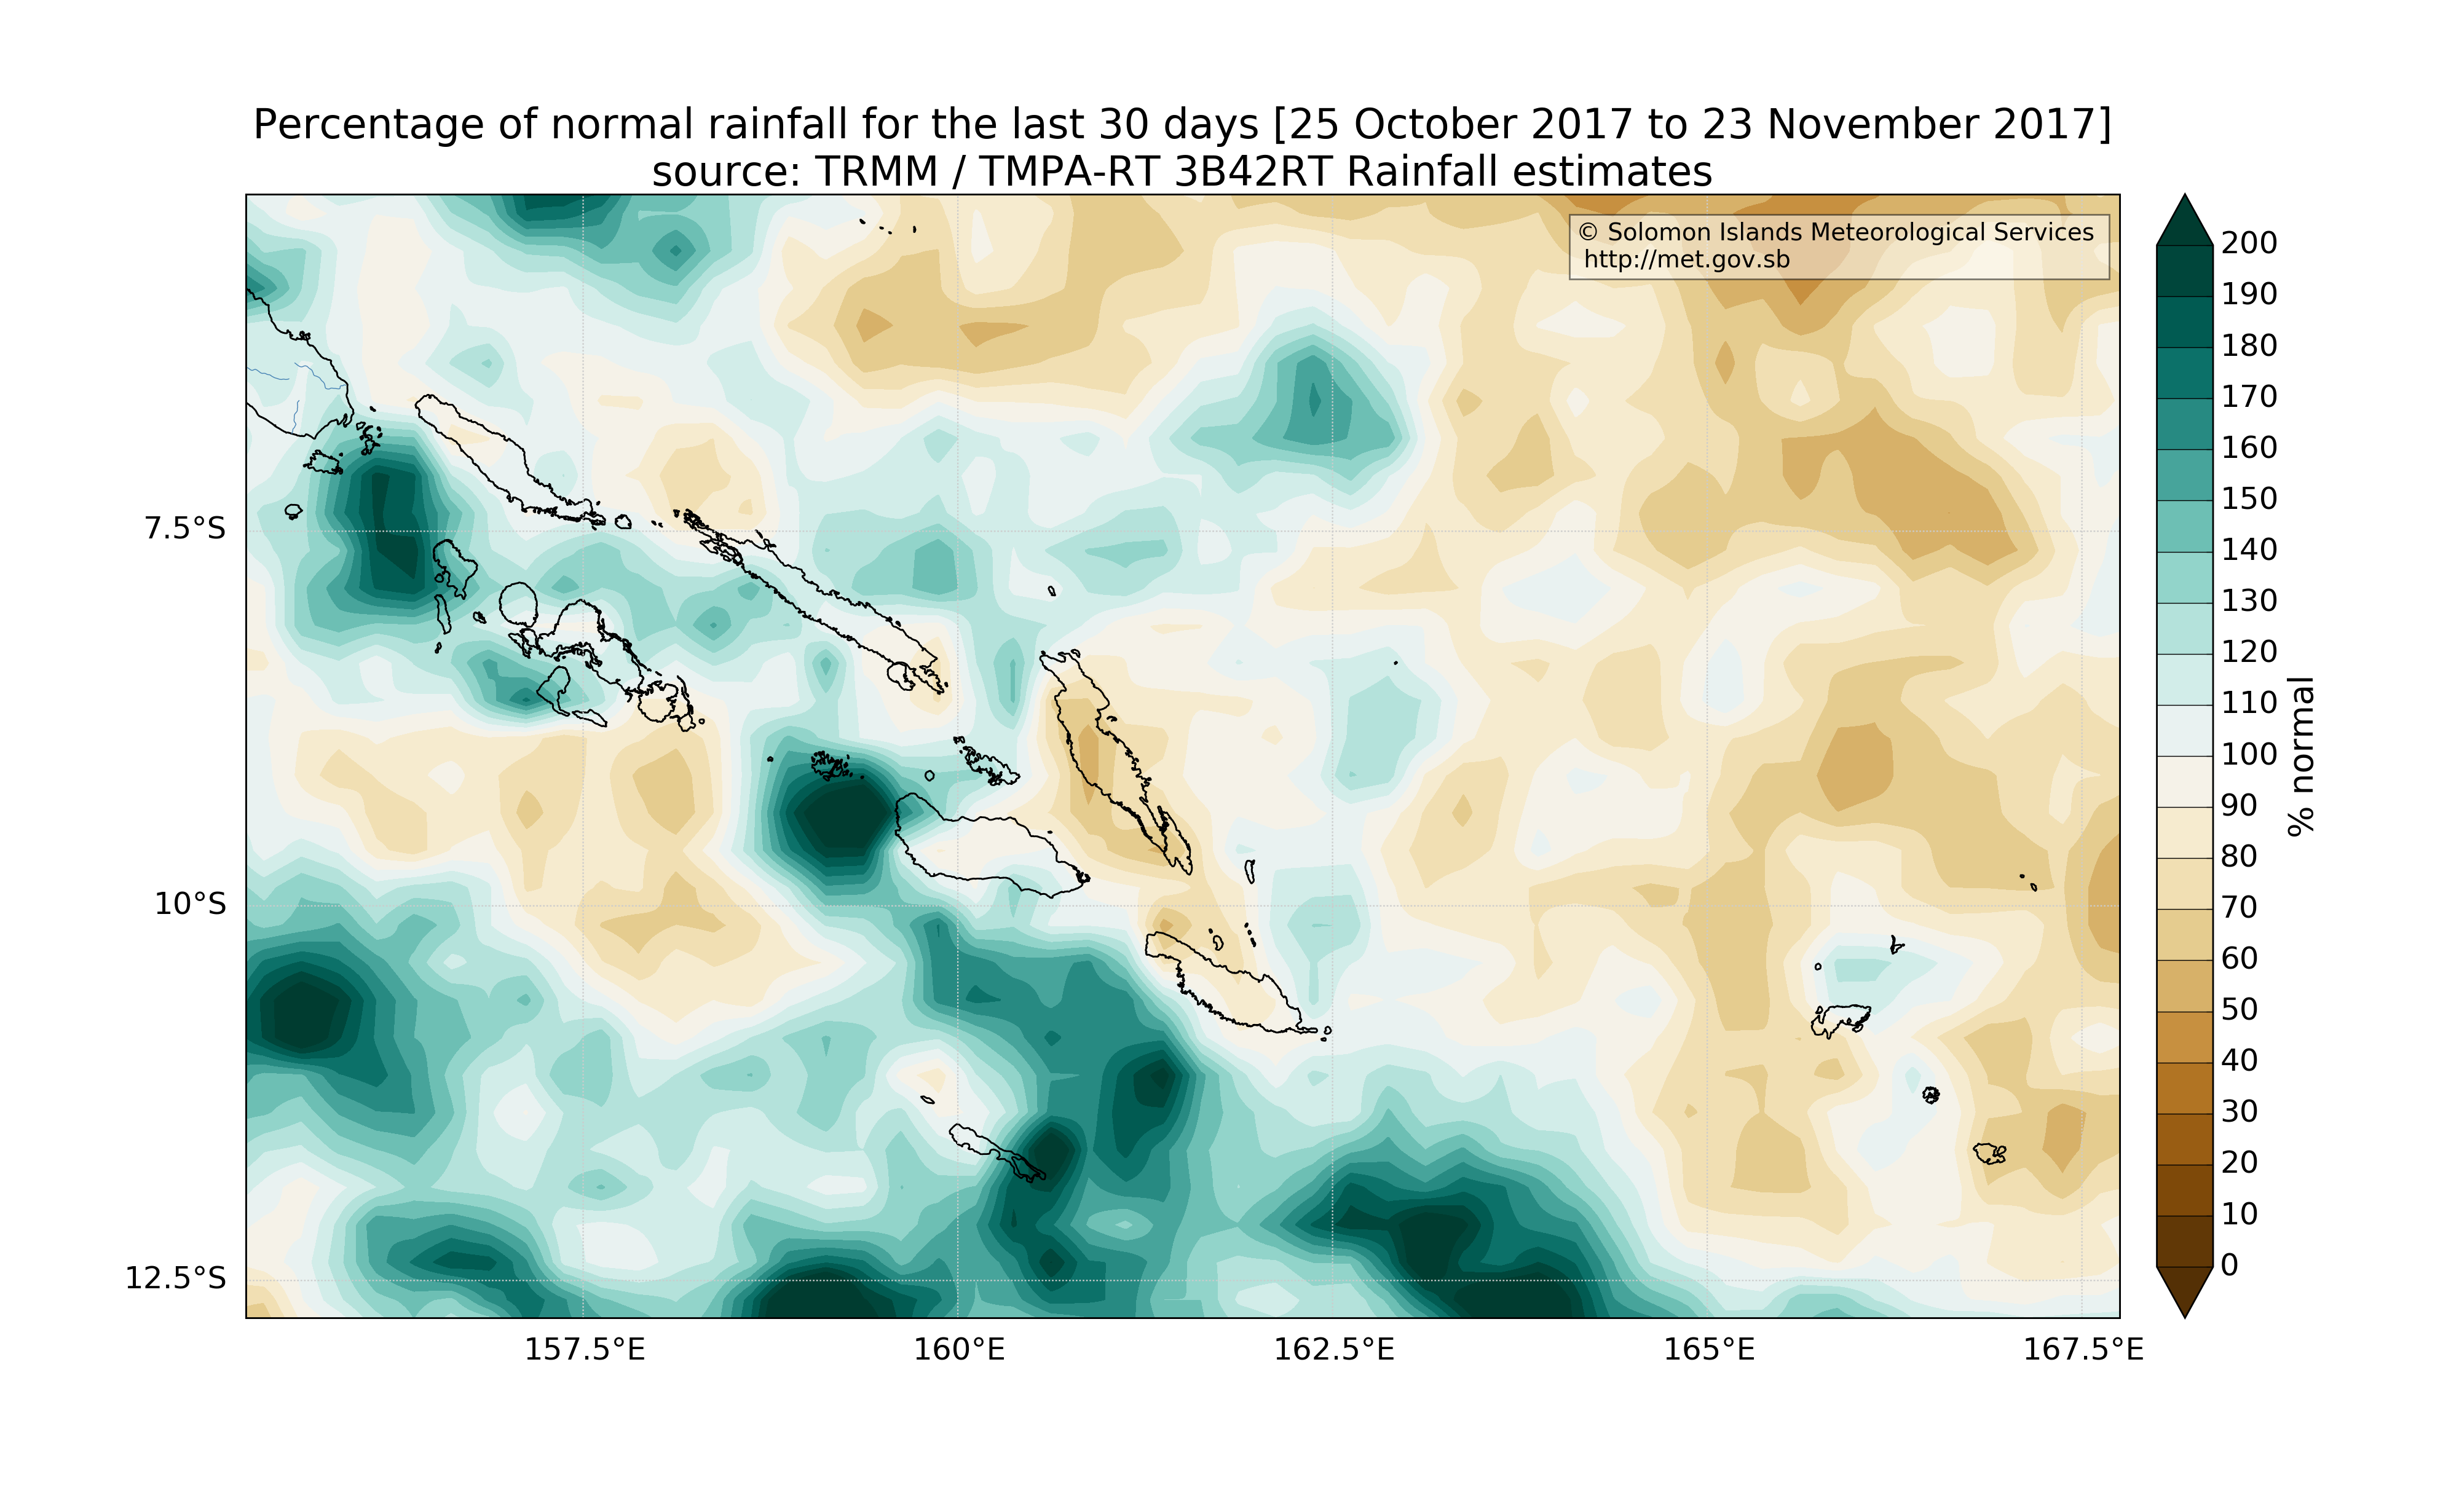 Percentage of normal rainfall for the last 30 days [25 October 2017 to 23 November 2017]
source: TRMM / TMPA-RT 3B42RT Rainfall estimates
© Solomon Islands Meteorological Services
http://met.gov.sb
7.5°S
10°S
12.5°S
157.5°E
160°E
162.5°E
165°E
167.5°E
200
190
180
170
160
150
140
130
120
110
100
90
80
70
60
50
40
30
20
10
0
% normal